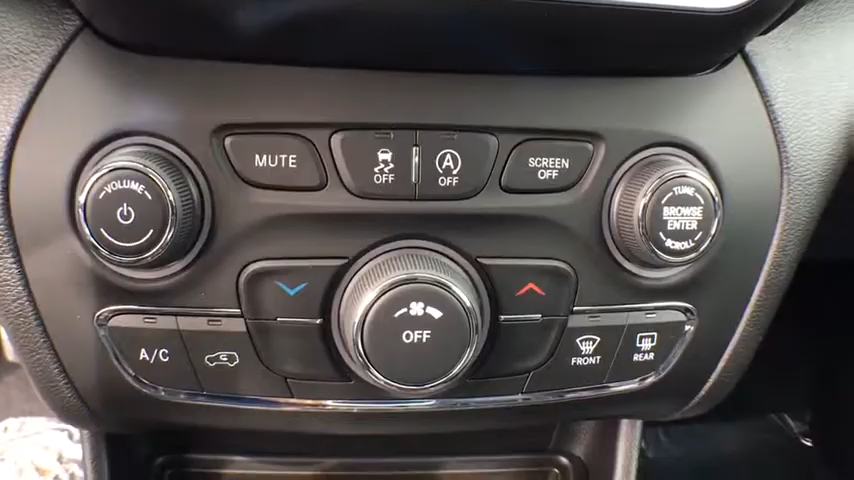 MUTE
OFF
A
OFF
SCREEN
OFF
VOLUME
TUNE
BROWSE
ENTER
SCROLL
OFF
A/C
FRONT
REAR